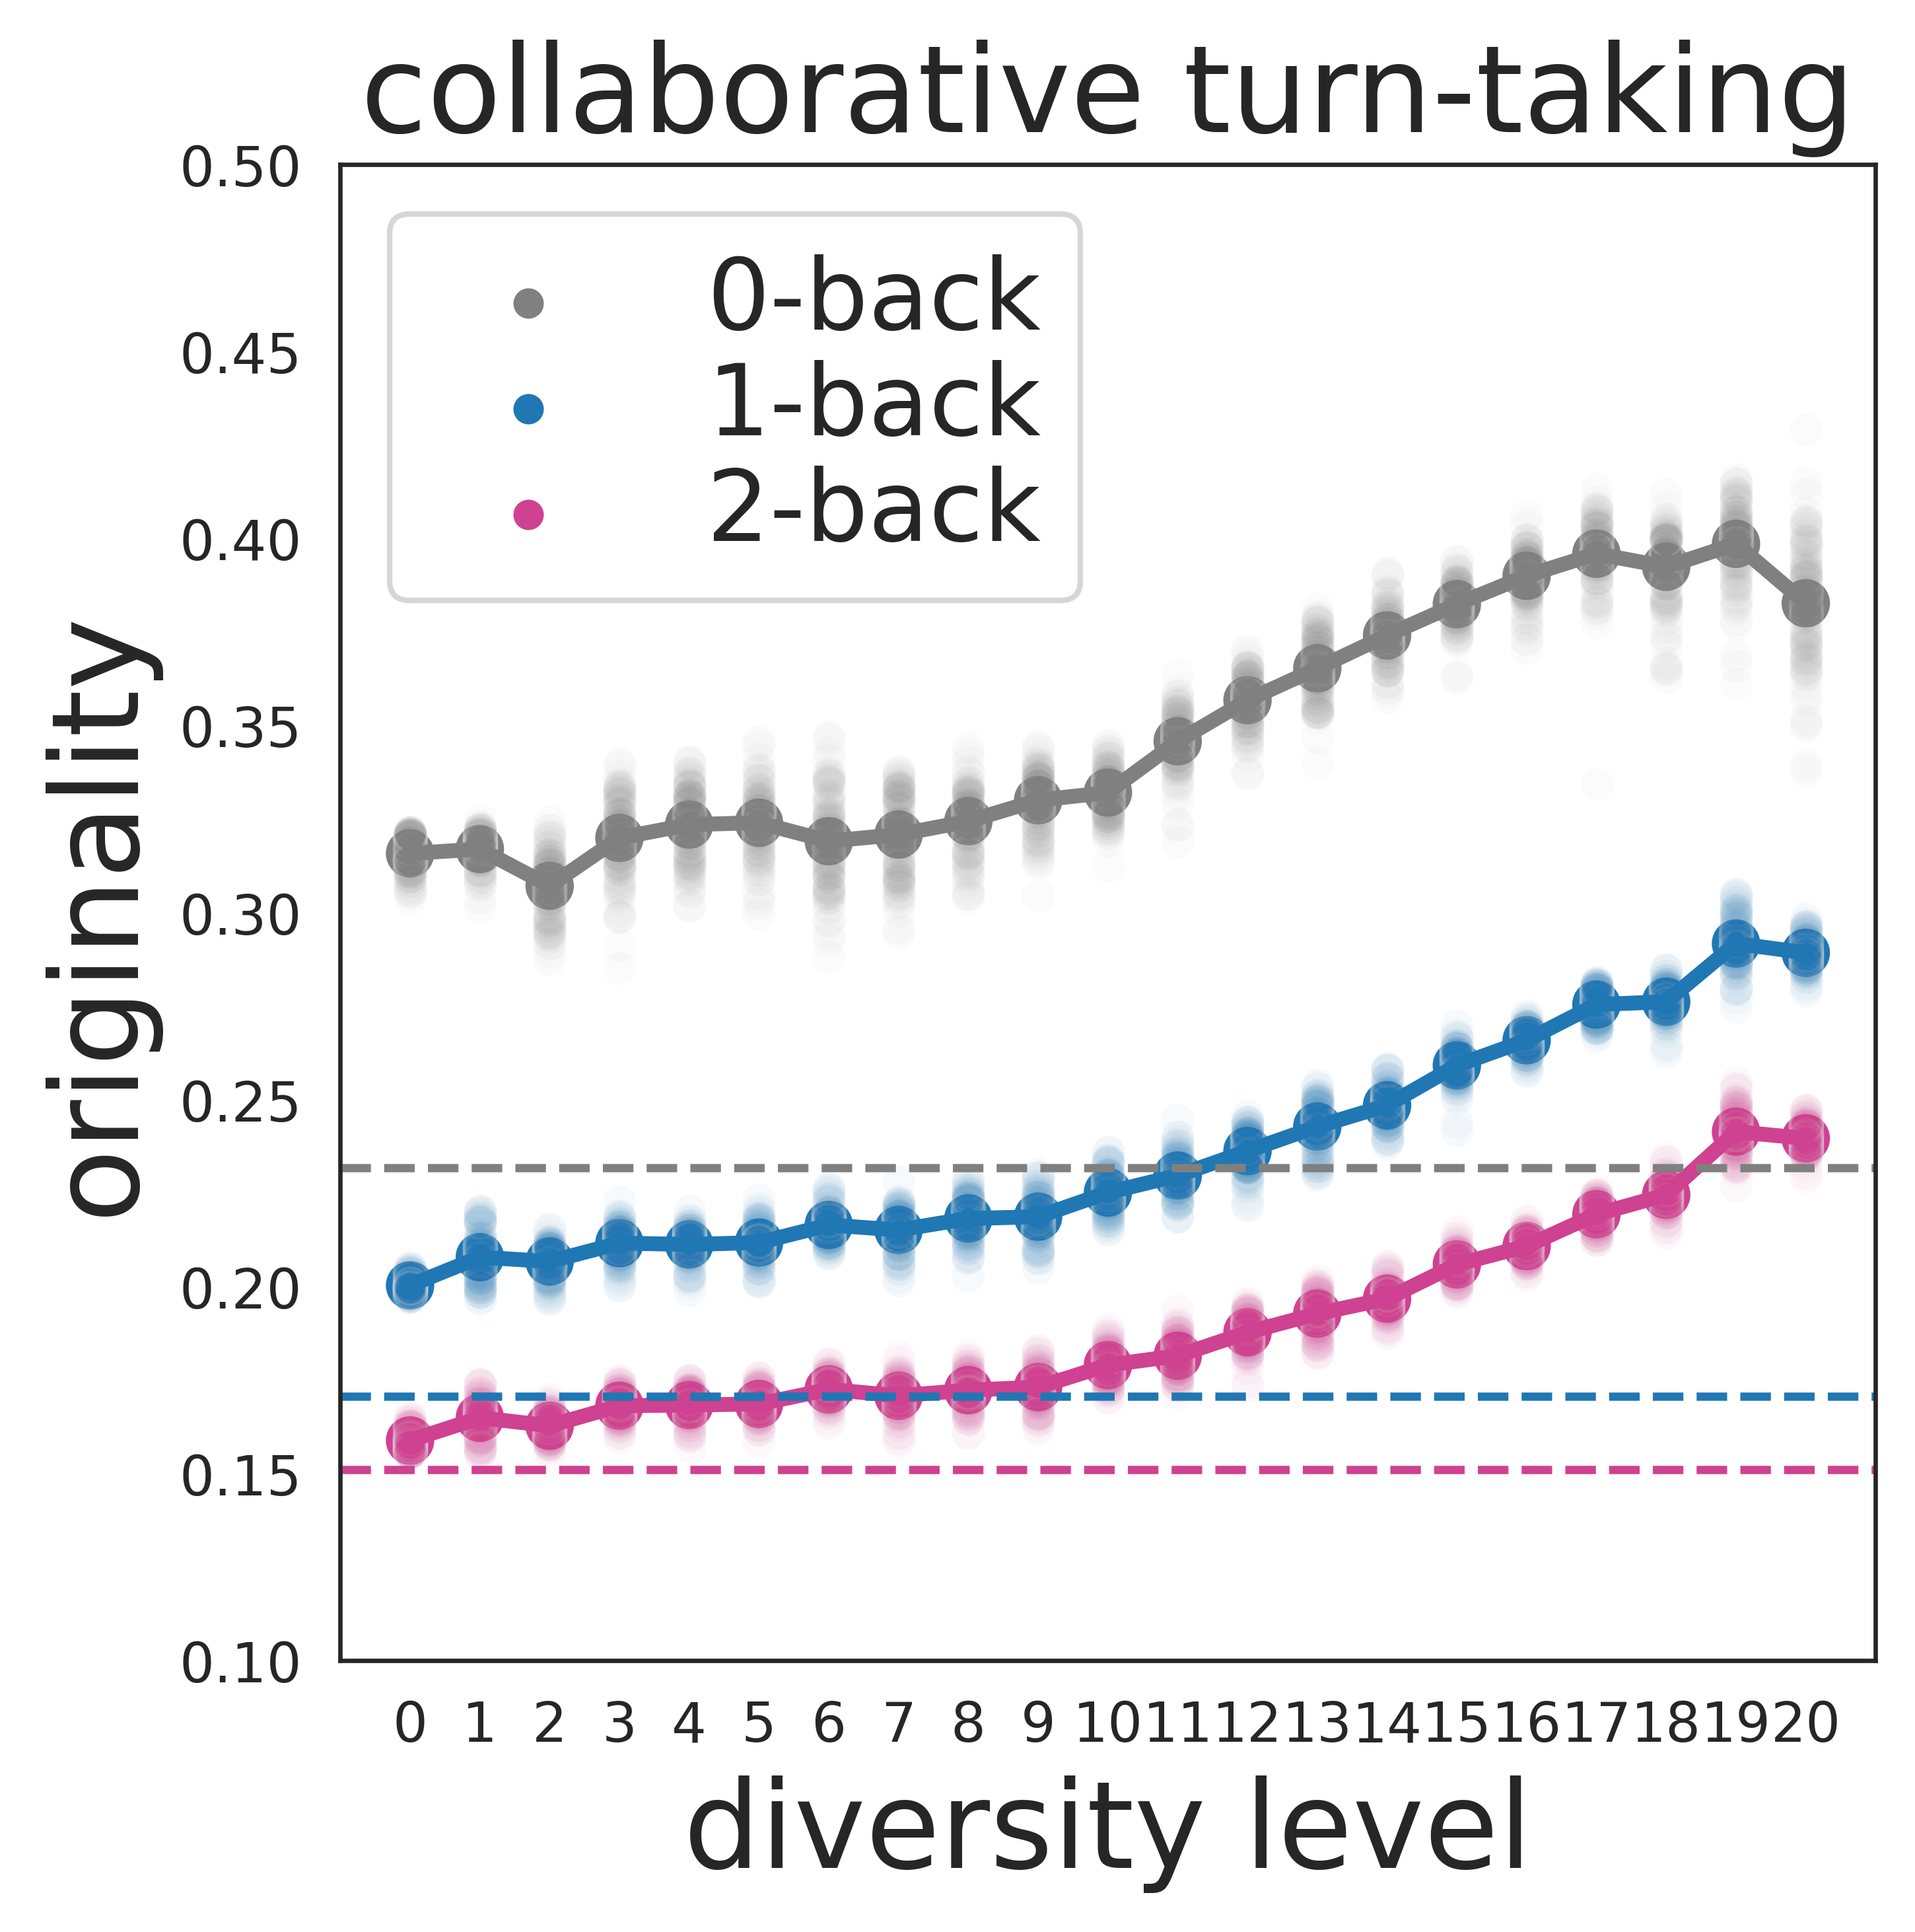 collaborative turn-taking
0.50
0.45
0.40
0.35
0.30
0.25
0.20
0.15
0.10
originality
0-back
1-back
2-back
0 1 2 3 4 5 6 7 8 9 10 11 12 13 14 15 16 17 18 19 20
diversity level